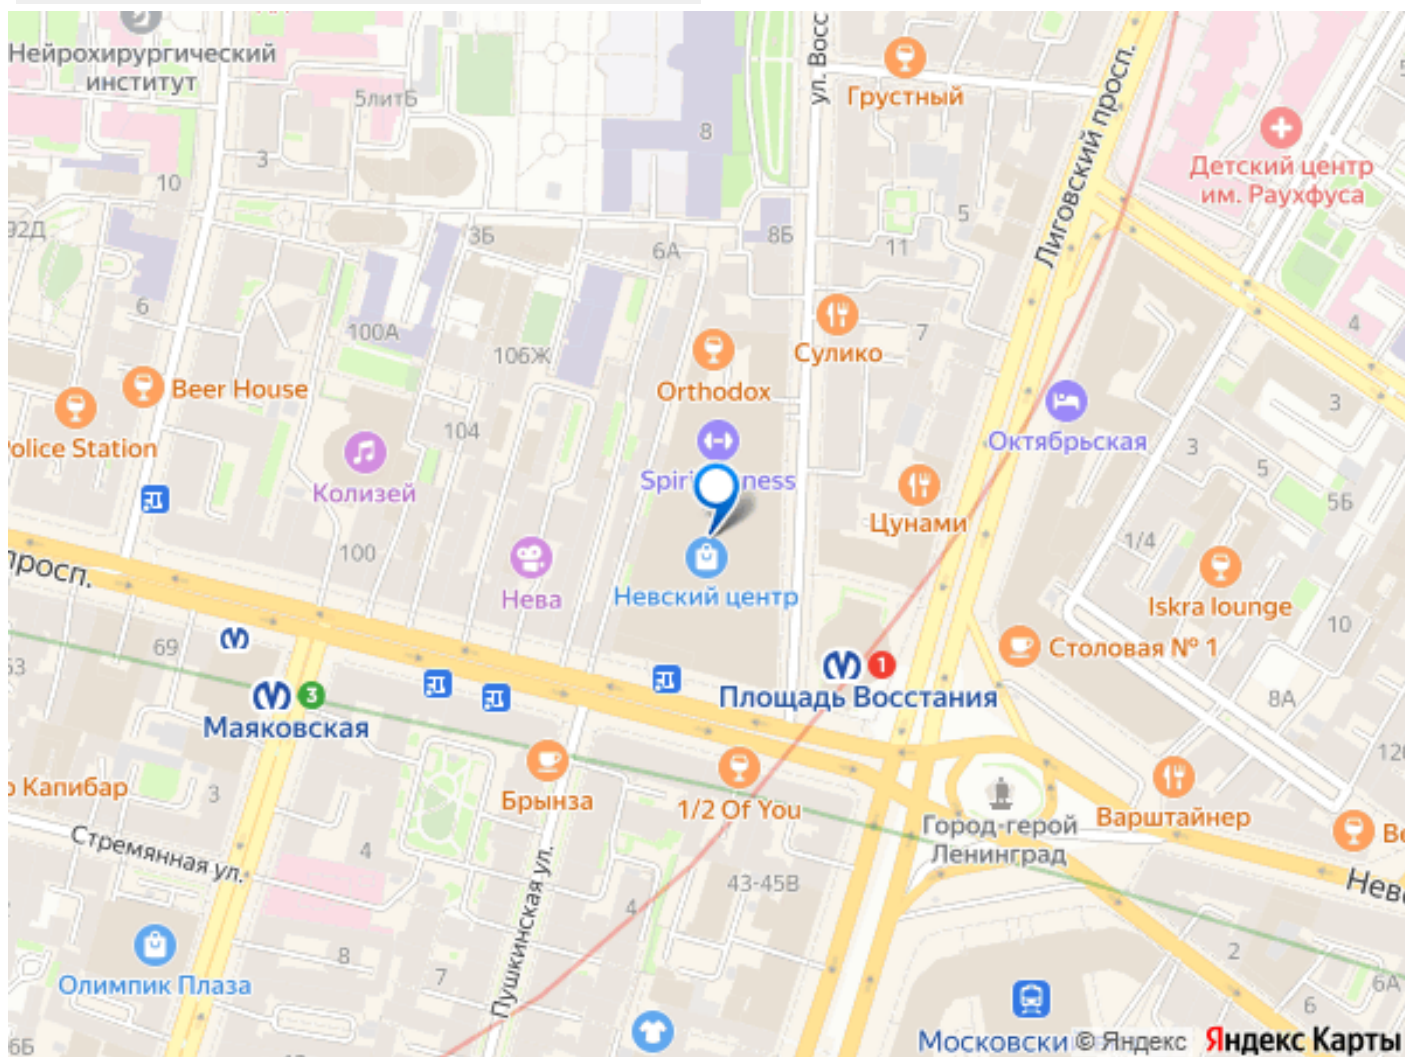 Нейрохирургический
институт
5литБ
ул. Восс
Грустный
Лиговский просп.
Детский центр
им. Раухфуса
8
3
10
92Д
3Б
6А
8Б
5
11
6
100А
106Ж
7
4
Сулико
Orthodox
Beer House
olice Station
104
Колизей
Октябрьская
3
3
5
5Б
Цунами
1/4
просп.
100
Нева
Невский центр
Iskra lounge
10
69
53
Столовая № 1
1
Площадь Восстания
3
Маяковская
8А
Брынза
1/2 Of You
Капибар
3
Варштайнер
Город-герой
Ленинград
Стремянная ул.
4
43-45В
Пушкинская ул.
4
Олимпик Плаза
8
7
2
6А
6
Московски
© Яндекс
Яндекс Карты